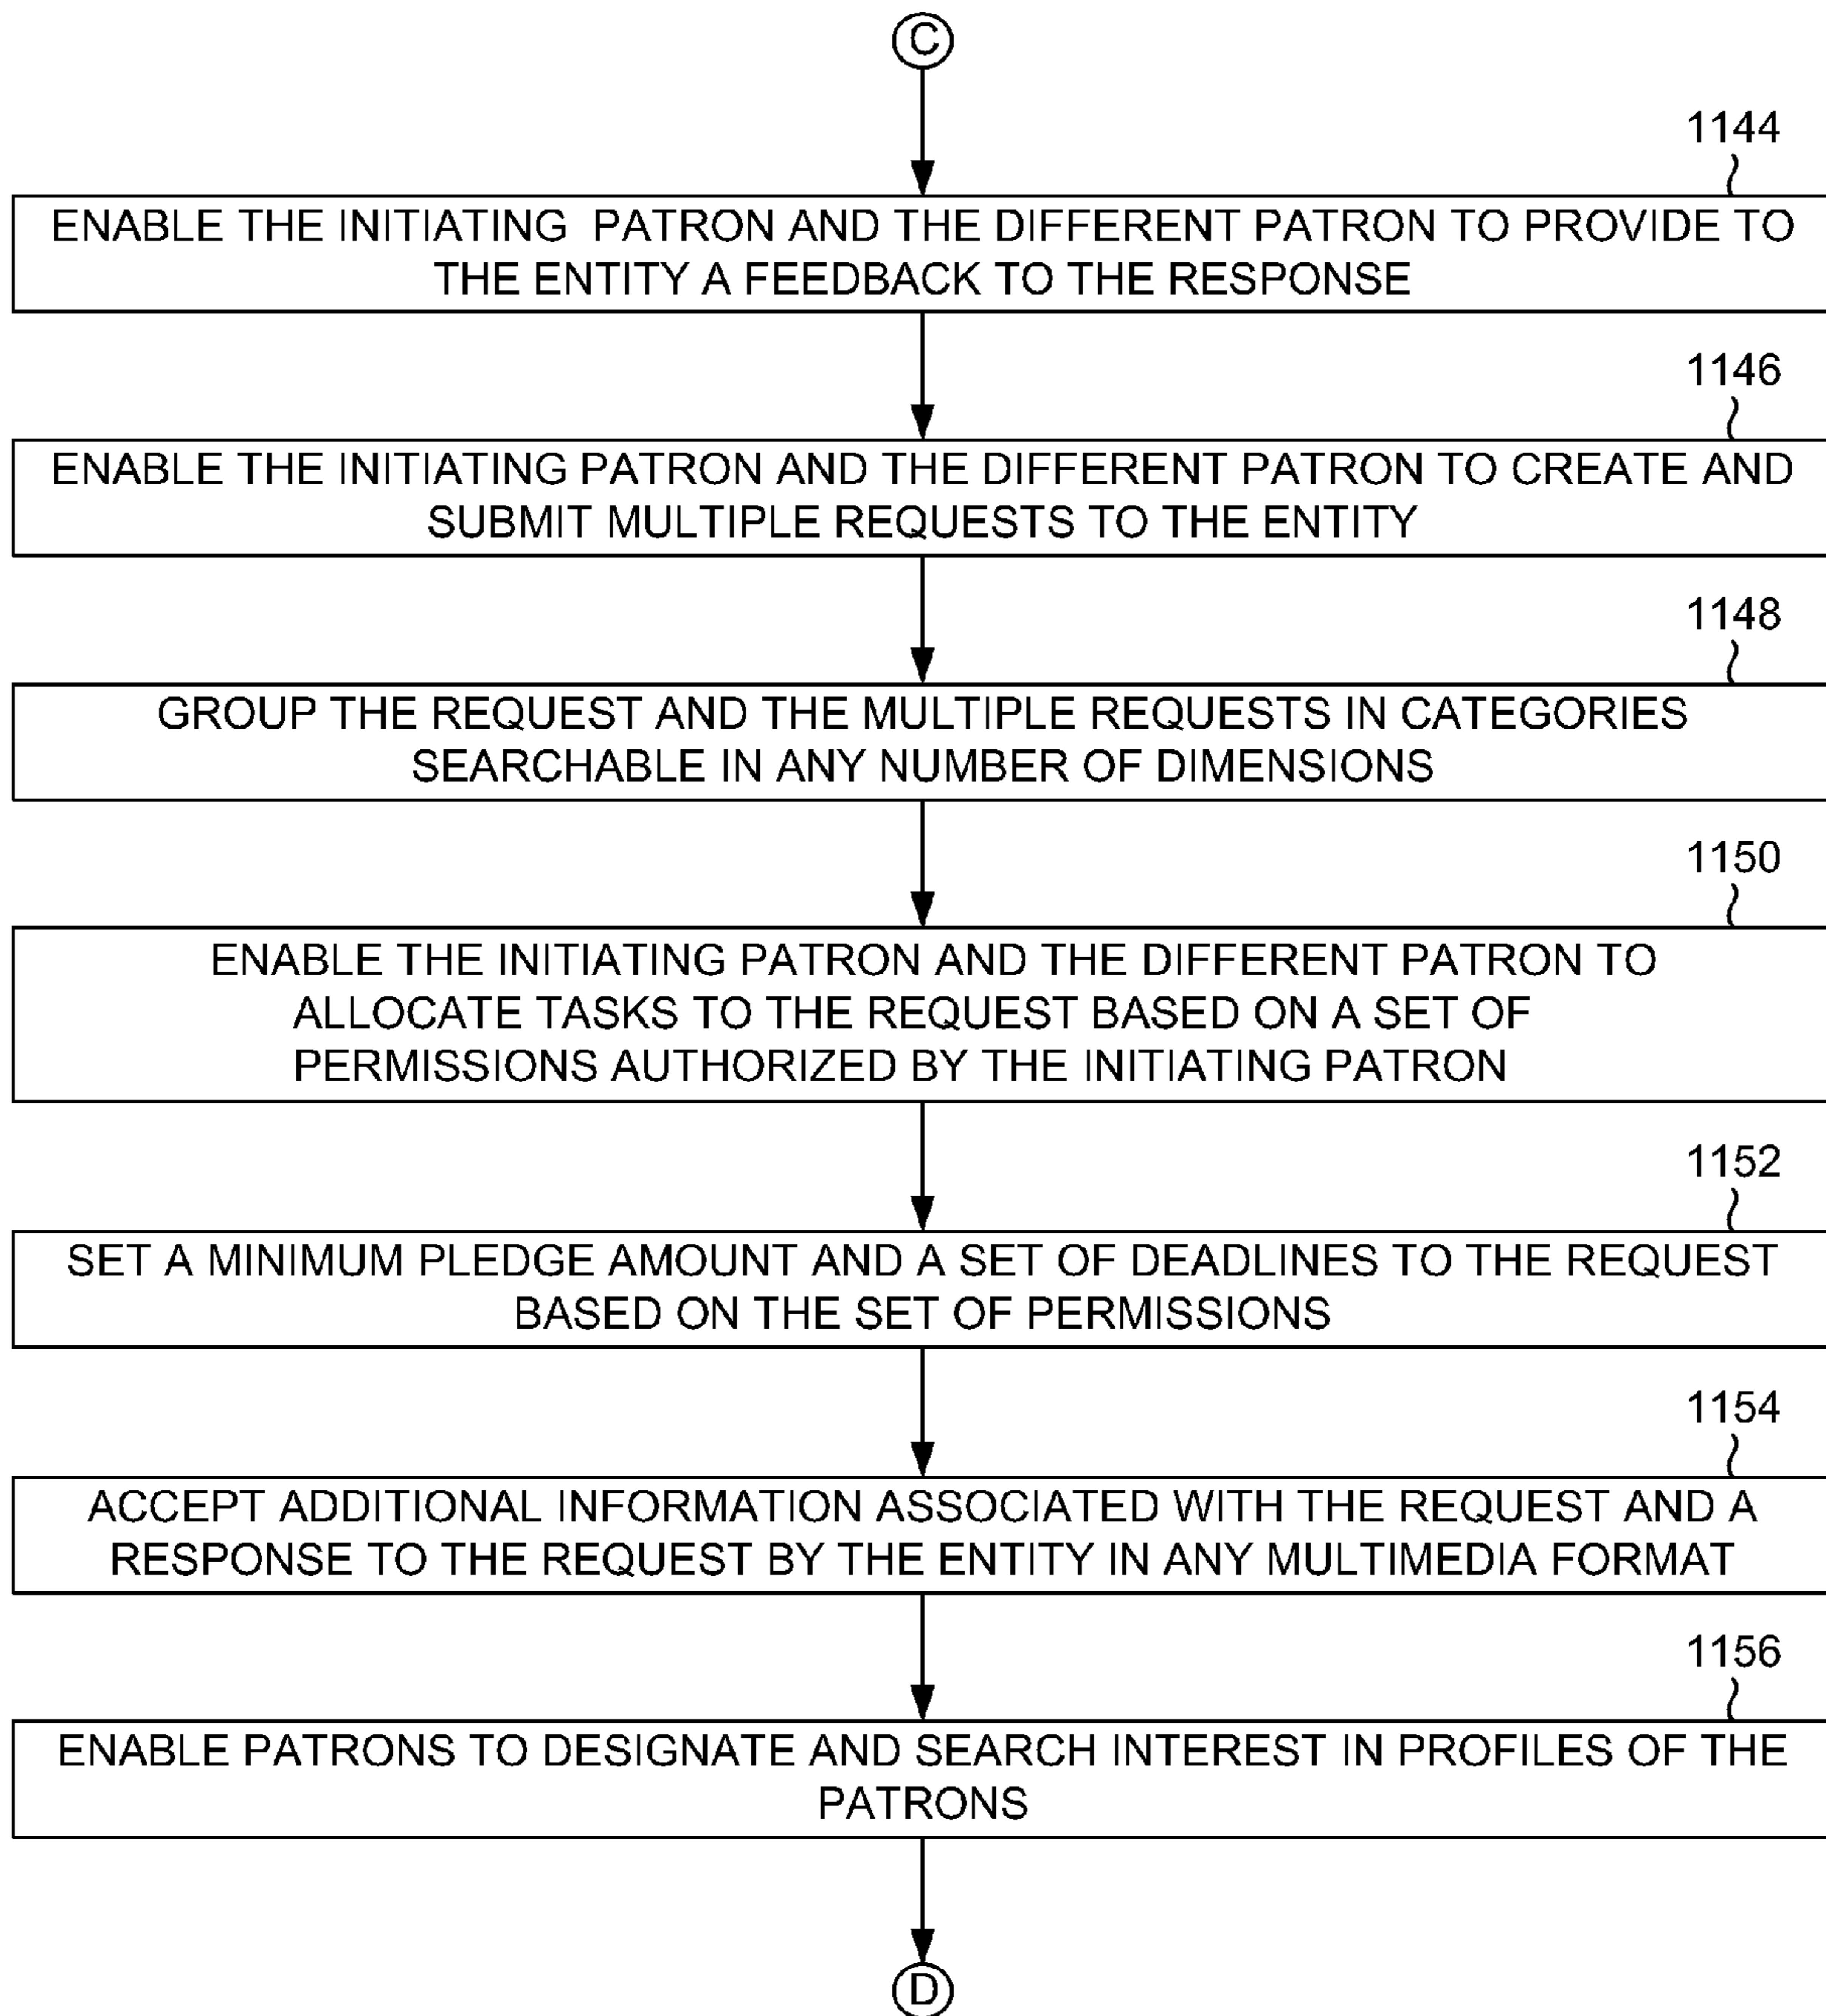 C
1144
ENABLE THE INITIATING PATRON AND THE DIFFERENT PATRON TO PROVIDE TO
THE ENTITY A FEEDBACK TO THE RESPONSE
1146
ENABLE THE INITIATING PATRON AND THE DIFFERENT PATRON TO CREATE AND
SUBMIT MULTIPLE REQUESTS TO THE ENTITY
1148
GROUP THE REQUEST AND THE MULTIPLE REQUESTS IN CATEGORIES
SEARCHABLE IN ANY NUMBER OF DIMENSIONS
1150
ENABLE THE INITIATING PATRON AND THE DIFFERENT PATRON TO
ALLOCATE TASKS TO THE REQUEST BASED ON A SET OF
PERMISSIONS AUTHORIZED BY THE INITIATING PATRON
1152
SET A MINIMUM PLEDGE AMOUNT AND A SET OF DEADLINES TO THE REQUEST
BASED ON THE SET OF PERMISSIONS
1154
ACCEPT ADDITIONAL INFORMATION ASSOCIATED WITH THE REQUEST AND A
RESPONSE TO THE REQUEST BY THE ENTITY IN ANY MULTIMEDIA FORMAT
1156
ENABLE PATRONS TO DESIGNATE AND SEARCH INTEREST IN PROFILES OF THE
PATRONS
D